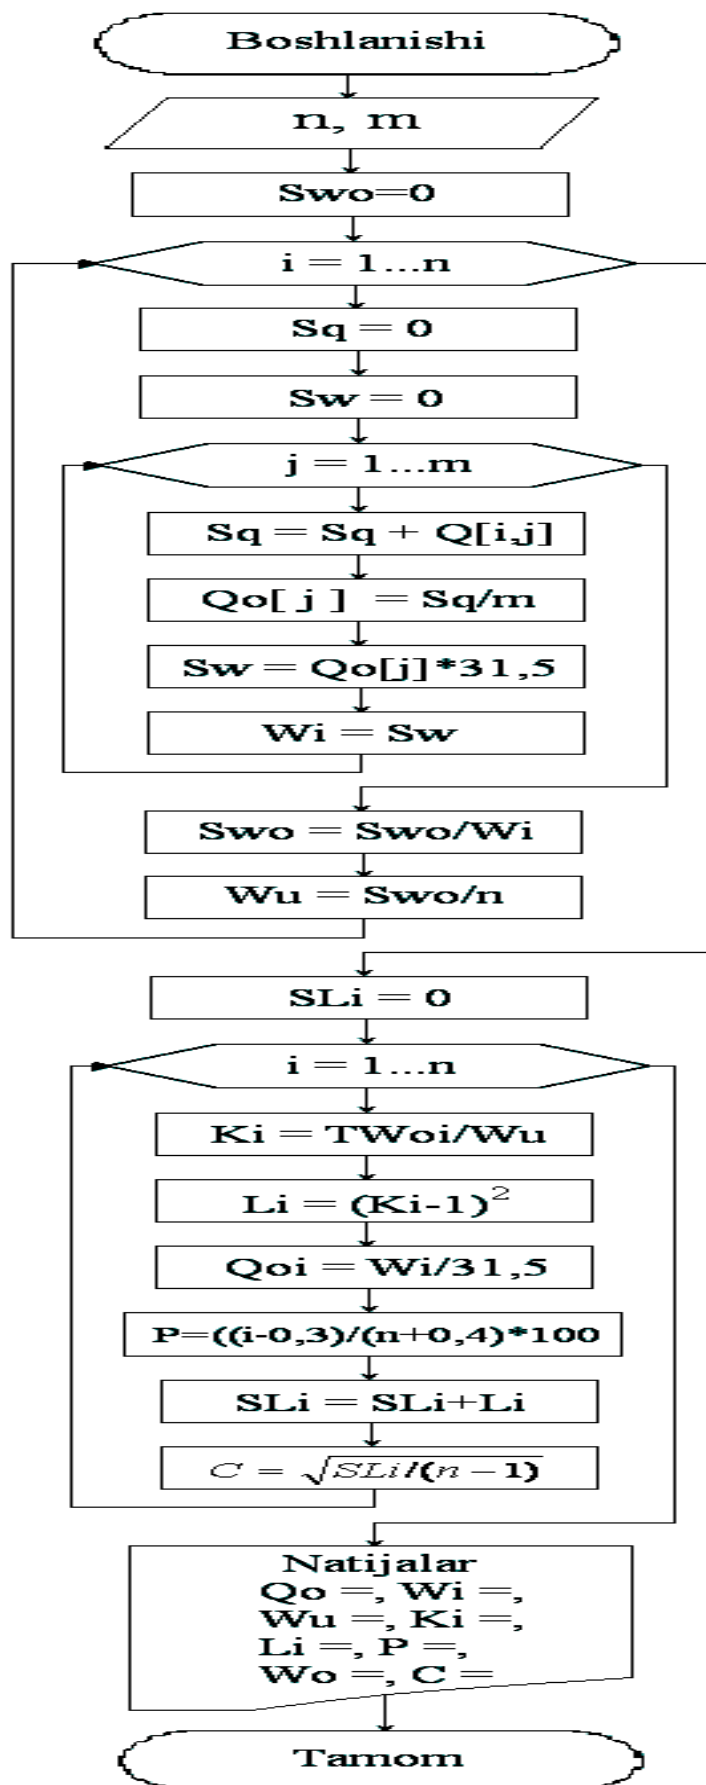 Boshlanishi
n, m
Swo=0
i = 1...n
Sq = 0
Sw = 0
j = 1...m
Sq = Sq + Q[i,j]
Qo[ j ] = Sq/m
Sw = Qo[j]*31,5
Wi = Sw
Swo = Swo/Wi
Wu = Swo/n
SLi = 0
i = 1...n
Ki = TWoi/Wu
Li = (Ki-1)²
Qoi = Wi/31,5
P=((i-0,3)/(n+0,4)*100
SLi = SLi+Li
C = √SLi/(n-1)
Natijalar
Qo =, Wi =,
Wu =, Ki =,
Li =, P =,
Wo =, C =
Tamom